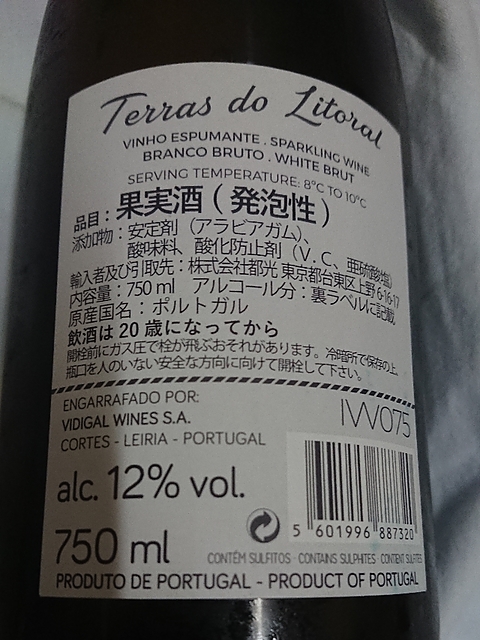 Terras do Litoral
VINHO ESPUMANTE . SPARKLING WINE
BRANCO BRUTO . WHITE BRUT
SERVING TEMPERATURE: 8°C TO 10°C
品目：果実酒（発泡性）
添加物：安定剤（アラビアガム）、
酸味料、酸化防止剤（V.C、亜硫酸塩）
輸入者及び引取先：株式会社都光 東京都台東区上野6-16-17
内容量：750 ml アルコール分：裏ラベルに記載
原産国名：ポルトガル
飲酒は20歳になってから
開栓前にガス圧で栓が飛ぶおそれがあります。冷暗所で保存の上、
瓶口を人のいない安全な方向に向けて開栓して下さい。
ENGARRAFADO POR:
VIDIGAL WINES S.A.
CORTES - LEIRIA - PORTUGAL
IVV075
alc. 12% vol.
750 ml
5 601996 887320
CONTÉM SULFITOS · CONTAINS SULPHITES · CONTIENT SULFITES
PRODUTO DE PORTUGAL - PRODUCT OF PORTUGAL